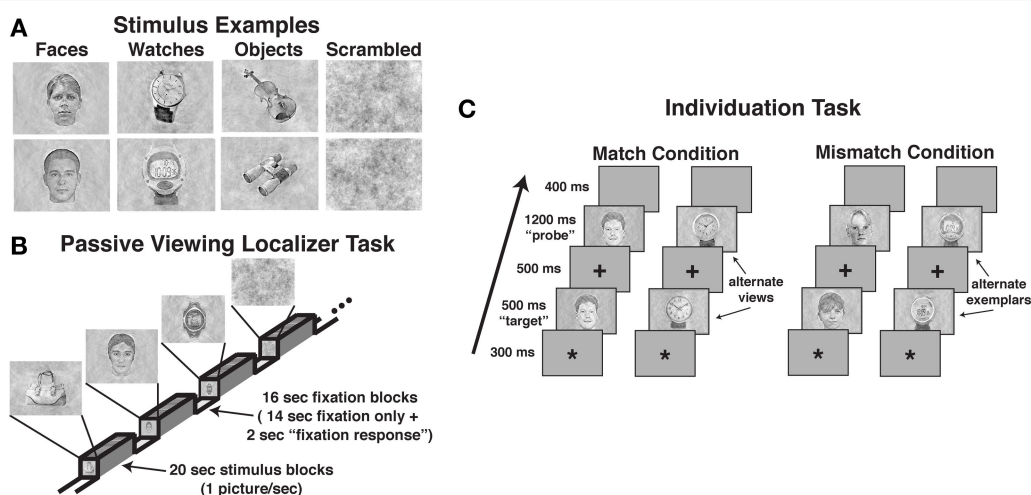 A
Stimulus Examples
Faces
Watches
Objects
Scrambled
10:09
B
Passive Viewing Localizer Task
16 sec fixation blocks
( 14 sec fixation only +
2 sec “fixation response”)
20 sec stimulus blocks
(1 picture/sec)
C
Individuation Task
Match Condition
Mismatch Condition
400 ms
1200 ms
“probe”
500 ms
+
+
+
+
alternate
views
alternate
exemplars
500 ms
“target”
300 ms
*
*
*
*